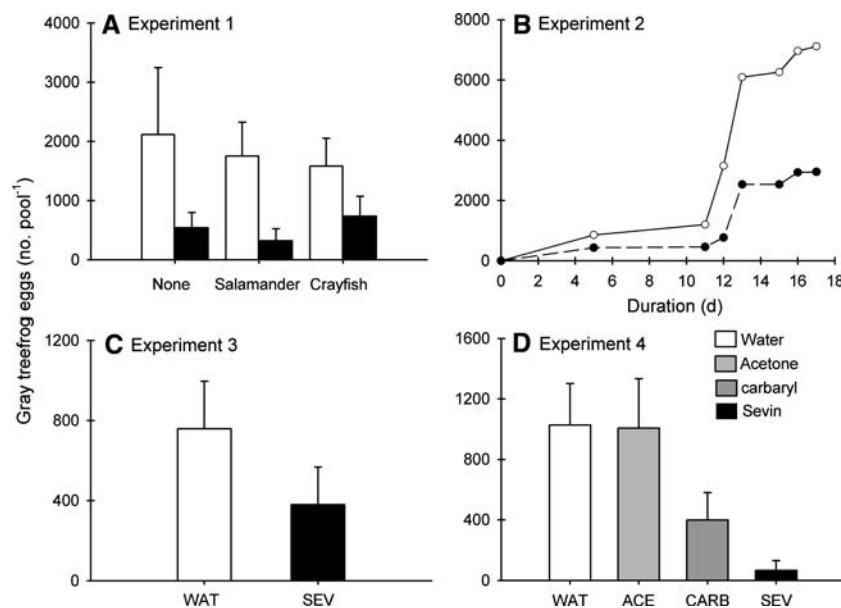 Gray treefrog eggs (no. pool⁻¹)
A Experiment 1
4000
3000
2000
1000
0
None Salamander Crayfish
B Experiment 2
8000
6000
4000
2000
0
0 2 4 6 8 10 12 14 16 18
Duration (d)
C Experiment 3
1200
800
400
0
WAT SEV
D Experiment 4
1600
1200
800
400
0
Water
Acetone
carbaryl
Sevin
WAT ACE CARB SEV